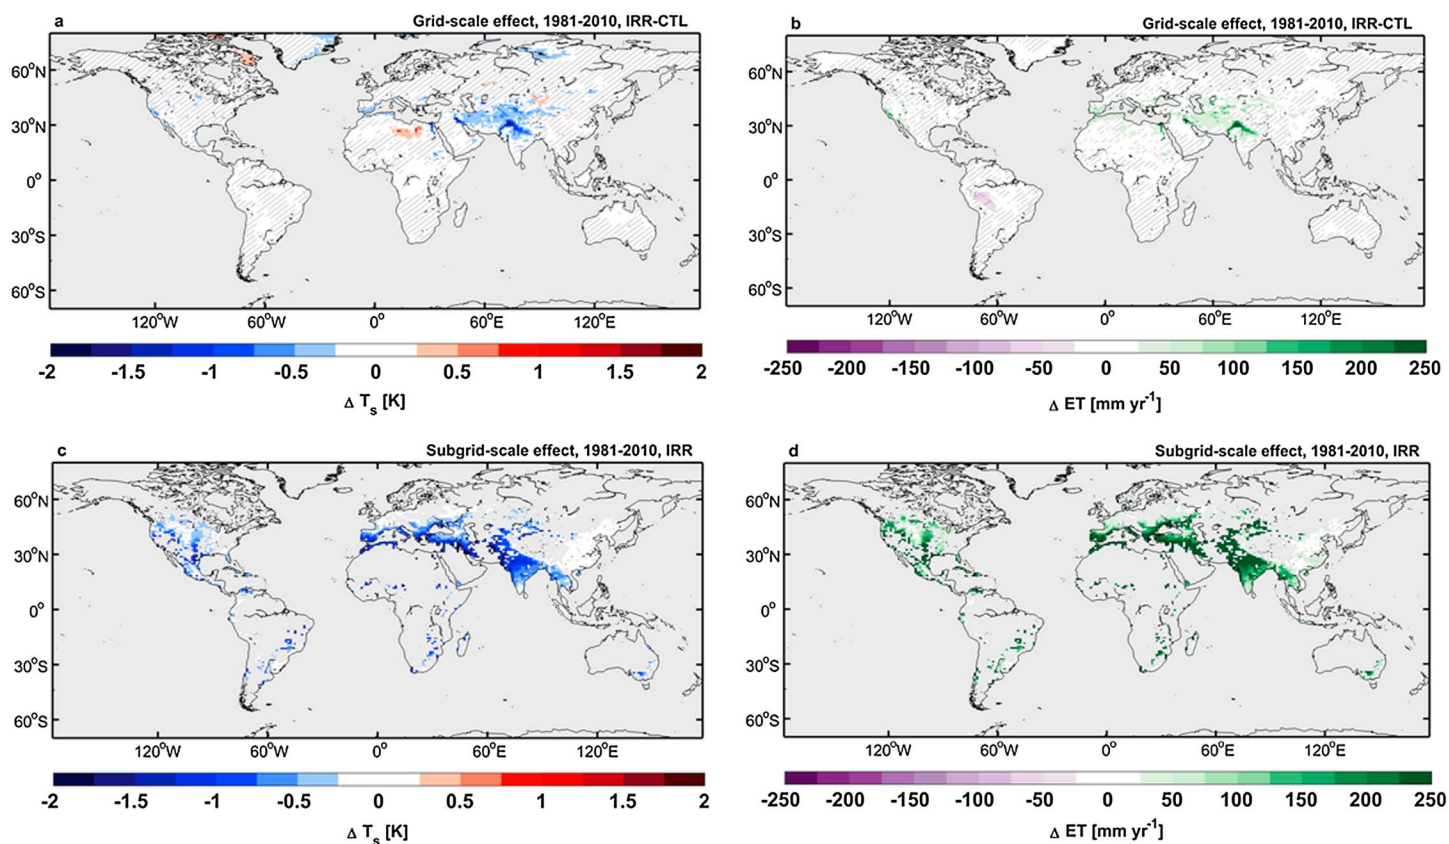 a
Grid-scale effect, 1981-2010, IRR-CTL
60°N
30°N
0°
30°S
60°S
120°W 60°W 0° 60°E 120°E
-2 -1.5 -1 -0.5 0 0.5 1 1.5 2
Δ Ts [K]
b
Grid-scale effect, 1981-2010, IRR-CTL
60°N
30°N
0°
30°S
60°S
120°W 60°W 0° 60°E 120°E
-250 -200 -150 -100 -50 0 50 100 150 200 250
Δ ET [mm yr-1]
c
Subgrid-scale effect, 1981-2010, IRR
60°N
30°N
0°
30°S
60°S
120°W 60°W 0° 60°E 120°E
-2 -1.5 -1 -0.5 0 0.5 1 1.5 2
Δ Ts [K]
d
Subgrid-scale effect, 1981-2010, IRR
60°N
30°N
0°
30°S
60°S
120°W 60°W 0° 60°E 120°E
-250 -200 -150 -100 -50 0 50 100 150 200 250
Δ ET [mm yr-1]